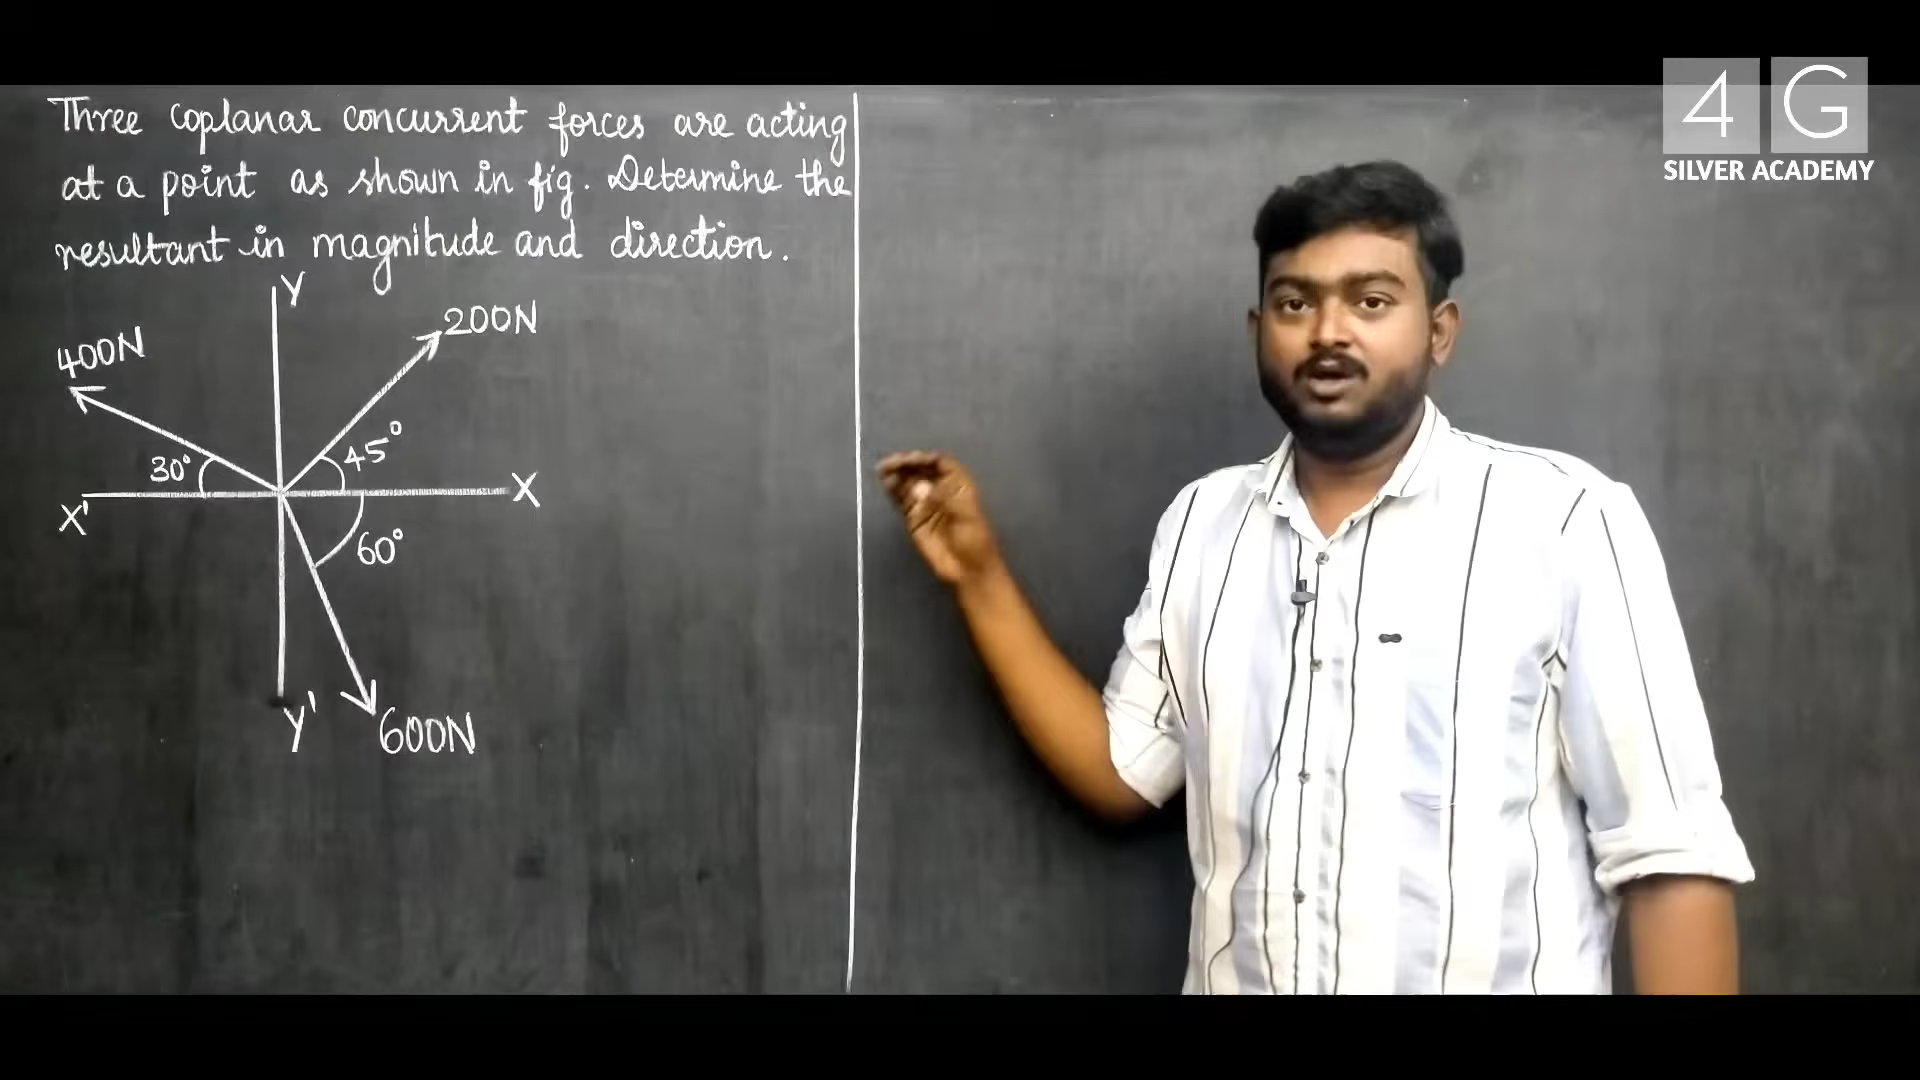 Three coplanar concurrent forces are acting
at a point as shown in fig. Determine the
resultant in magnitude and direction.
Y
200N
400N
45°
30°
X
X'
60°
Y'
600N
4G
SILVER ACADEMY